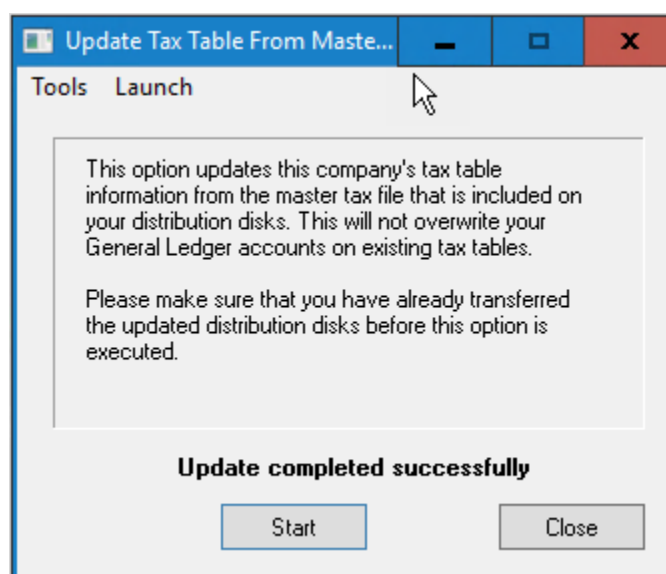 Update Tax Table From Maste...
Tools Launch
This option updates this company's tax table
information from the master tax file that is included on
your distribution disks. This will not overwrite your
General Ledger accounts on existing tax tables.
Please make sure that you have already transferred
the updated distribution disks before this option is
executed.
Update completed successfully
Start Close